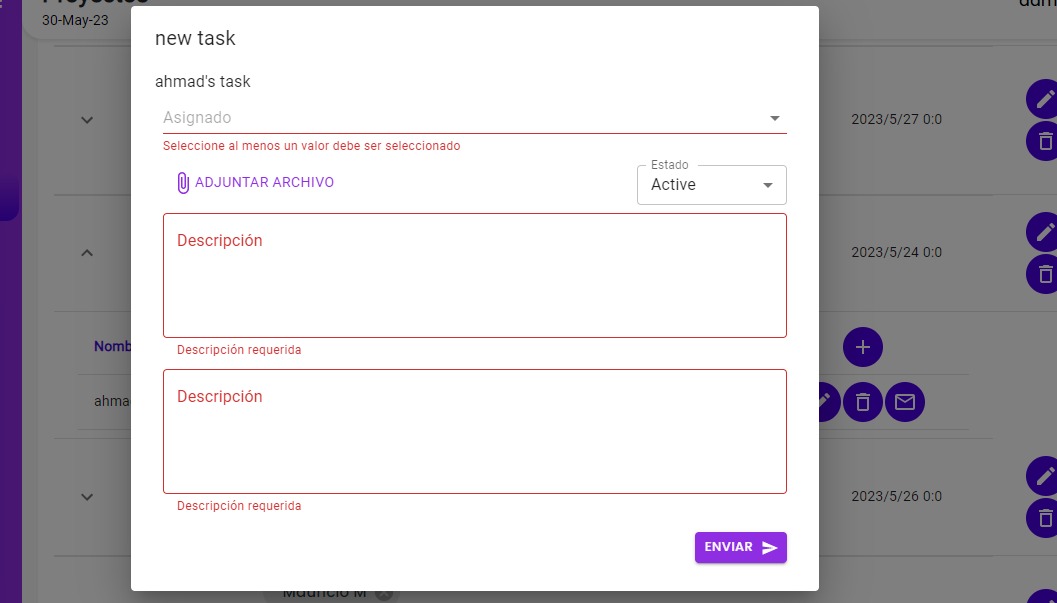 30-May-23
new task
ahmad's task
Asignado
Seleccione al menos un valor debe ser seleccionado
ADJUNTAR ARCHIVO
Estado
Active
Descripción
Descripción requerida
Descripción
Descripción requerida
ENVIAR
2023/5/27 0:0
2023/5/24 0:0
Nomb
ahma
2023/5/26 0:0
Mauricio M